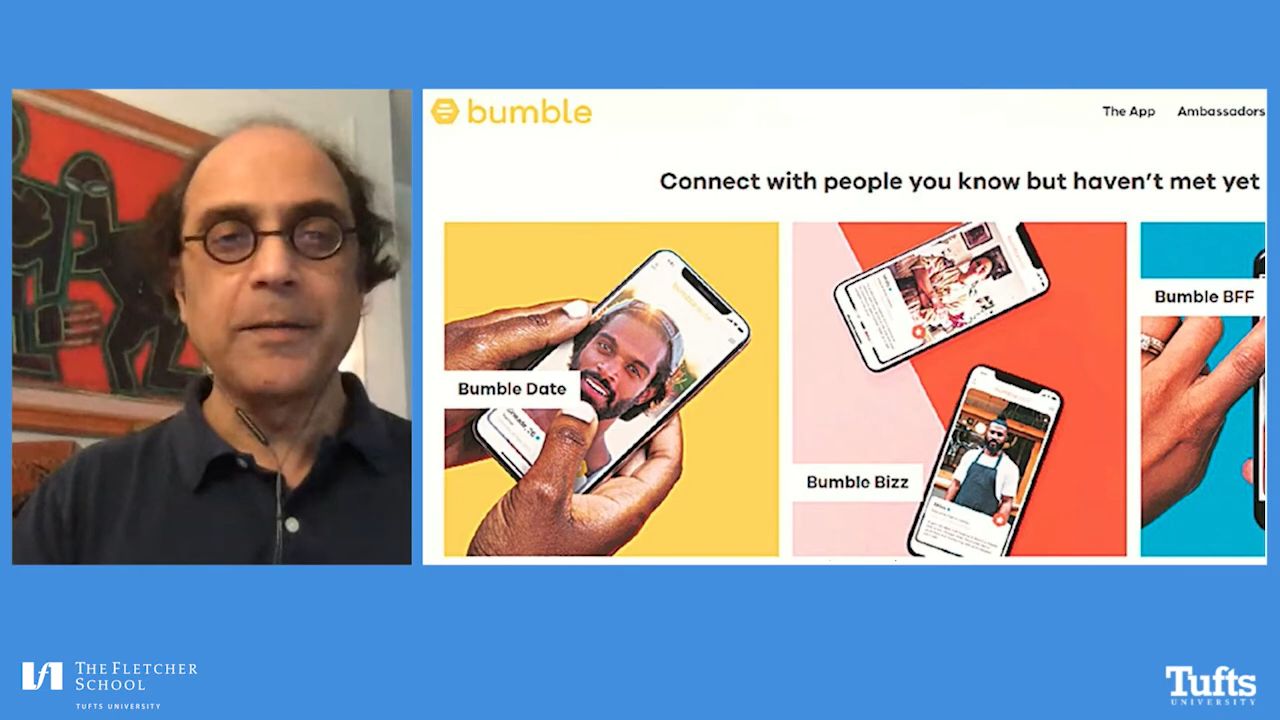 bumble
The App
Ambassadors
Connect with people you know but haven't met yet
Bumble Date
Bumble Bizz
Bumble BFF
THE FLETCHER
SCHOOL
TUFTS UNIVERSITY
Tufts
UNIVERSITY